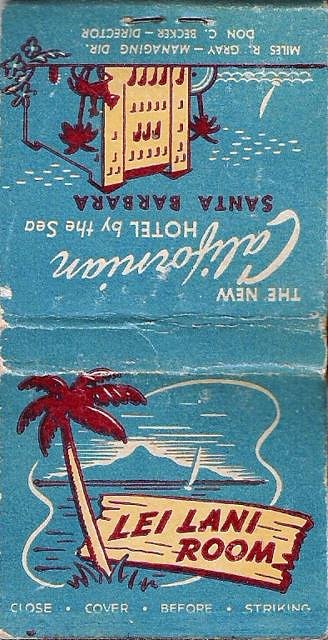 MILES R. GRAY — MANAGING DIR.
DON C. BECKER — DIRECTOR
THE NEW
Californian
HOTEL by the Sea
SANTA BARBARA
LEI LANI
ROOM
CLOSE • COVER • BEFORE • STRIKING